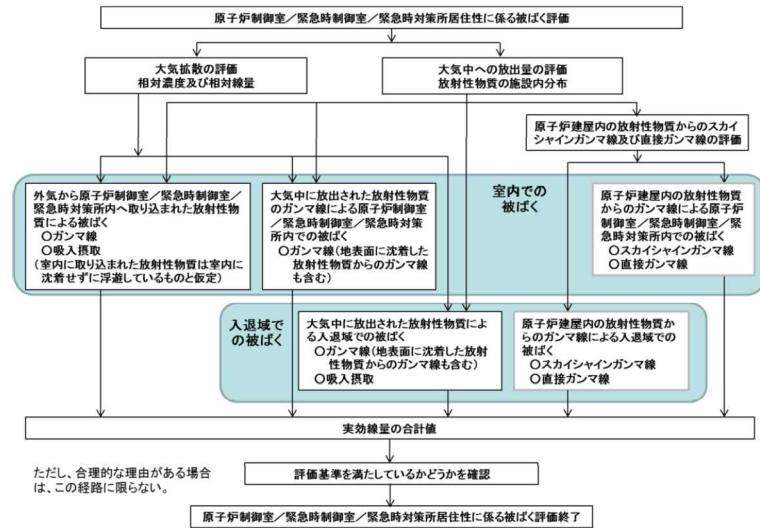 原子炉制御室／緊急時制御室／緊急時対策所居住性に係る被ばく評価
大気拡散の評価
相対濃度及び相対線量
大気中への放出量の評価
放射性物質の施設内分布
原子炉建屋内の放射性物質からのスカイ
シャインガンマ線及び直接ガンマ線の評価
室内での
被ばく
外気から原子炉制御室／緊急時制御室／
緊急時対策所内へ取り込まれた放射性物
質による被ばく
〇ガンマ線
〇吸入摂取
（室内に取り込まれた放射性物質は室内に
沈着せずに浮遊しているものと仮定）
大気中に放出された放射性物質
のガンマ線による原子炉制御室
／緊急時制御室／緊急時対策所
内での被ばく
〇ガンマ線（地表面に沈着した
放射性物質からのガンマ線
も含む）
原子炉建屋内の放射性物質
からのガンマ線による原子炉
制御室／緊急時制御室／緊
急時対策所内での被ばく
〇スカイシャインガンマ線
〇直接ガンマ線
入退域で
の被ばく
大気中に放出された放射性物質によ
る入退域での被ばく
〇ガンマ線（地表面に沈着した放射
性物質からのガンマ線も含む）
〇吸入摂取
原子炉建屋内の放射性物質か
らのガンマ線による入退域での
被ばく
〇スカイシャインガンマ線
〇直接ガンマ線
実効線量の合計値
ただし、合理的な理由がある場合
は、この経路に限らない。
評価基準を満たしているかどうかを確認
原子炉制御室／緊急時制御室／緊急時対策所居住性に係る被ばく評価終了